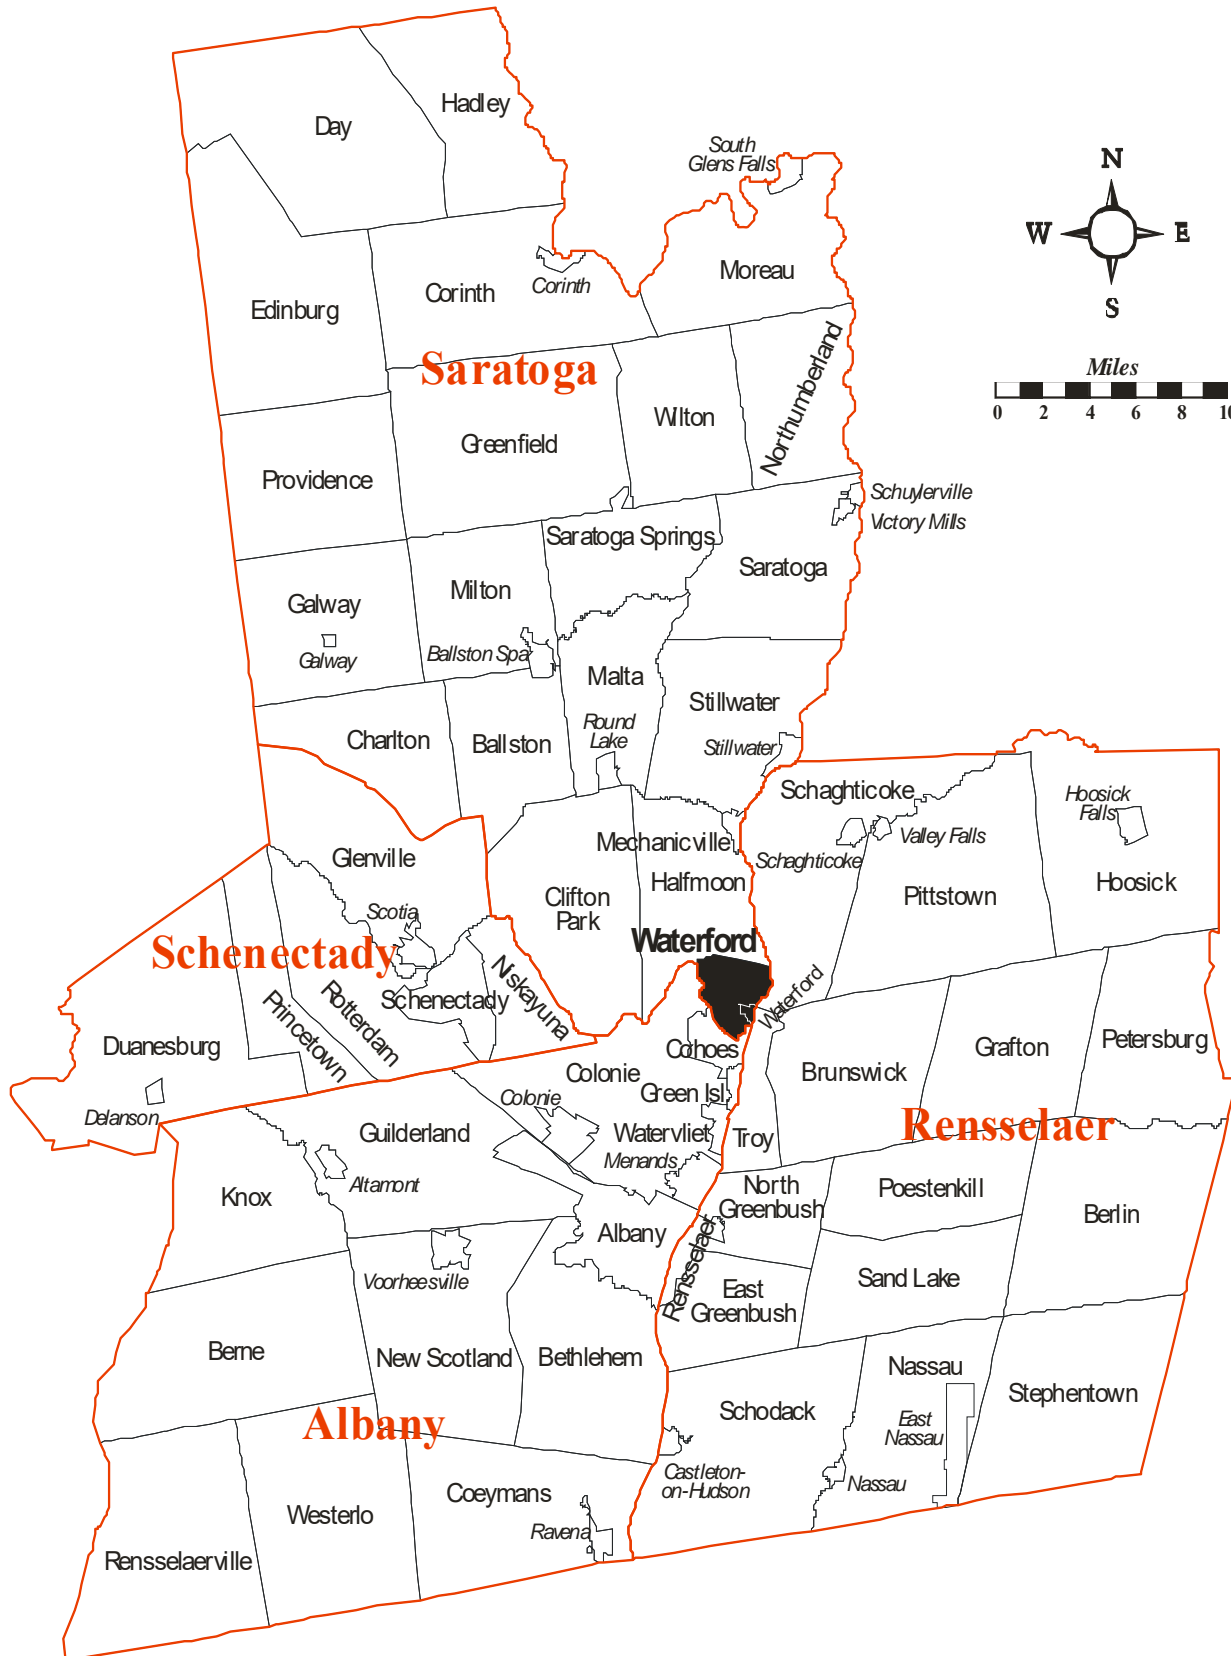 Hadley
Day
South
Glens Falls
N
W
E
S
Moreau
Corinth
Corinth
Edinburg
Saratoga
Northumberland
Miles
0 2 4 6 8 10
Wilton
Greenfield
Providence
Schuylerville
Victory Mills
Saratoga Springs
Saratoga
Milton
Galway
Galway
Ballston Spa
Malta
Stillwater
Round
Lake
Stillwater
Charlton
Ballston
Schaghticoke
Hoosick
Falls
Valley Falls
Mechanicville
Schaghticoke
Glenville
Halfmoon
Hoosick
Pittstown
Clifton
Park
Scotia
Waterford
Schenectady
Niskayuna
Waterford
Schenectady
Rotterdam
Princetown
Duanesburg
Cohoes
Grafton
Petersburg
Colonie
Brunswick
Green Isl.
Colonie
Delanson
Rensselaer
Guilderland
Watervliet
Troy
Menands
Altamont
Knox
North
Greenbush
Poestenkill
Berlin
Albany
Rensselaer
Voorheesville
Sand Lake
East
Greenbush
Berne
New Scotland
Bethlehem
Nassau
Stephentown
Schodack
Albany
East
Nassau
Castleton-
on-Hudson
Nassau
Coeymans
Westerlo
Ravena
Rensselaerville